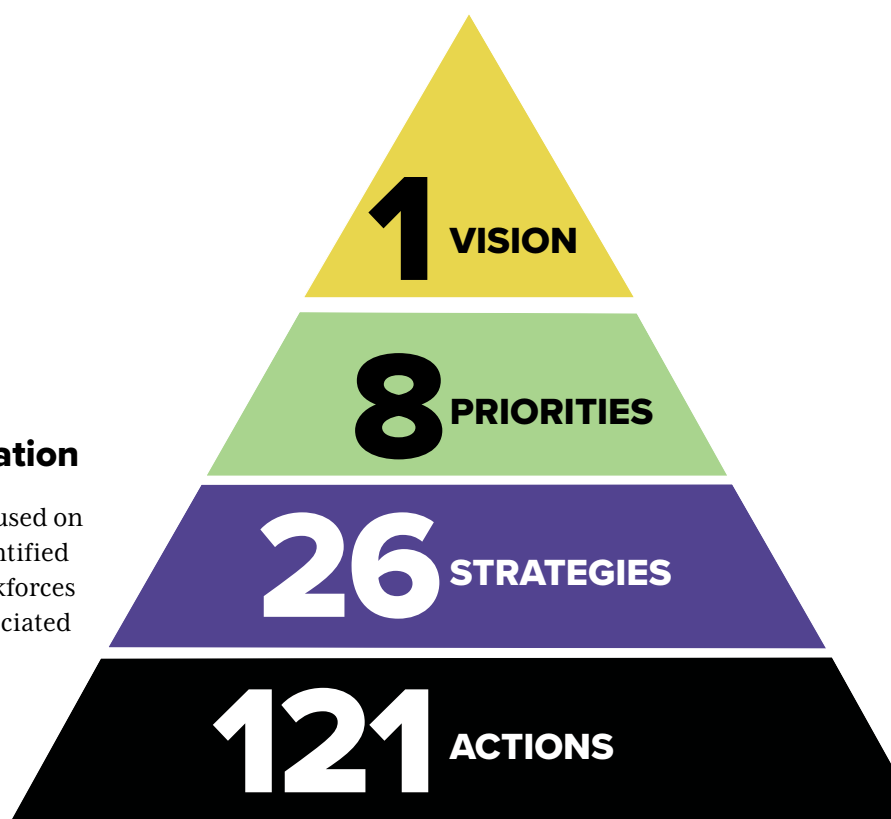 1 VISION
8 PRIORITIES
ation
used on
ntified
kforces
ciated
26 STRATEGIES
121 ACTIONS